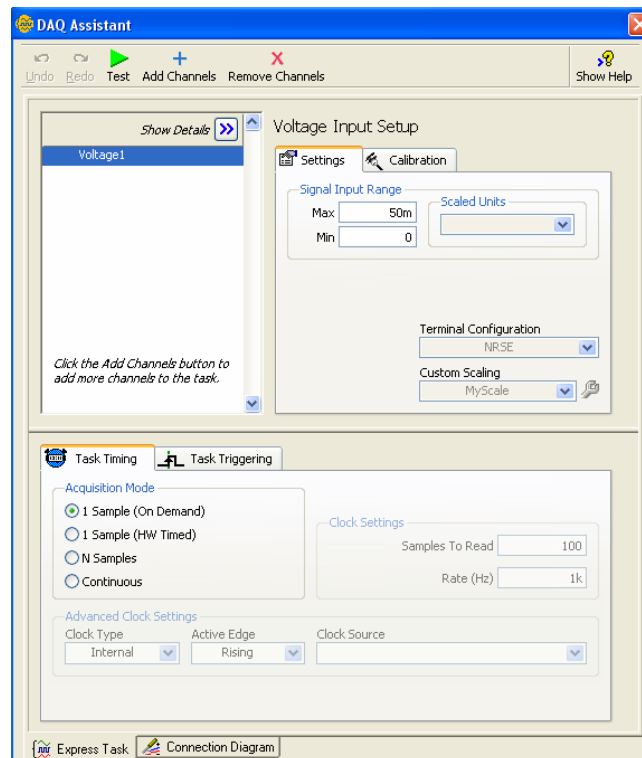 DAQ Assistant
Undo Redo Test Add Channels Remove Channels Show Help
Show Details
Voltage1
Click the Add Channels button to
add more channels to the task.
Voltage Input Setup
Settings Calibration
Signal Input Range
Max 50m
Min 0
Scaled Units
Terminal Configuration
NRSE
Custom Scaling
MyScale
Task Timing Task Triggering
Acquisition Mode
1 Sample (On Demand)
1 Sample (HW Timed)
N Samples
Continuous
Clock Settings
Samples To Read 100
Rate (Hz) 1k
Advanced Clock Settings
Clock Type Active Edge Clock Source
Internal Rising
Express Task Connection Diagram